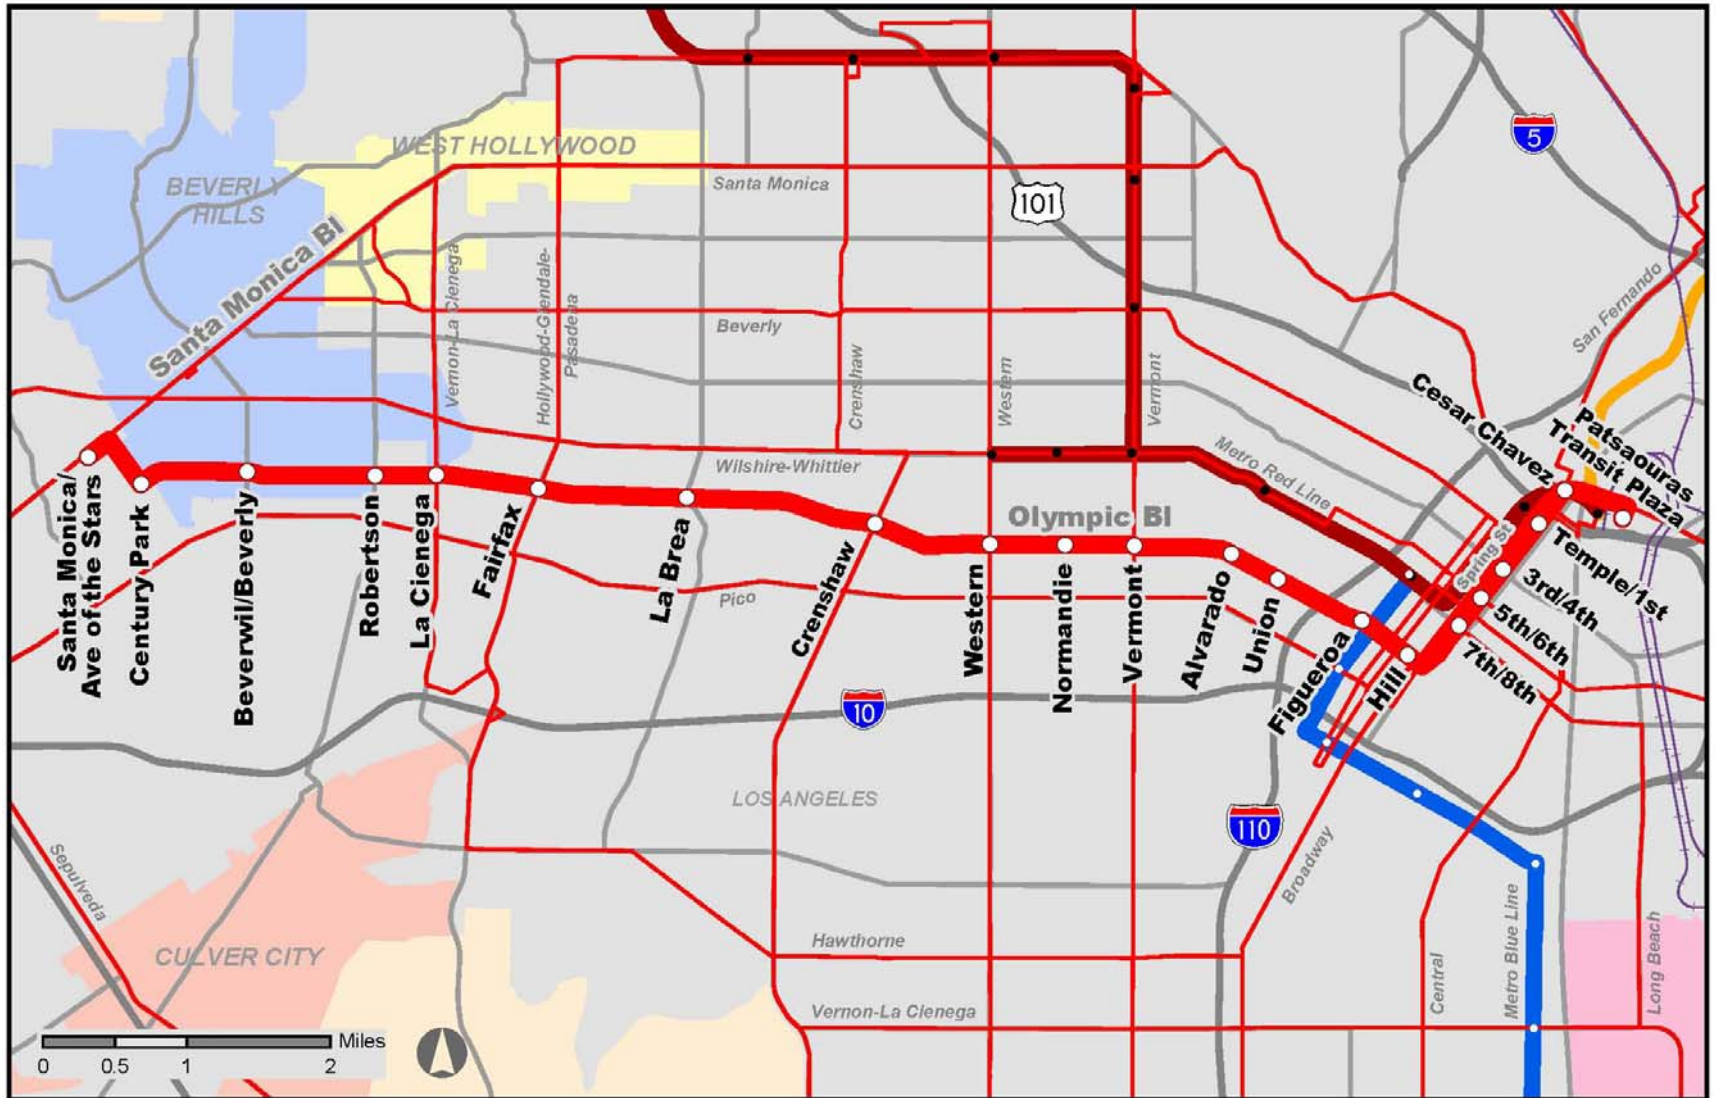 WEST HOLLYWOOD
5
BEVERLY
HILLS
Santa Monica
101
Santa Monica Bl
Vernon-La Cienega
Hollywood-Glendale-
Pasadena
San Fernando
Beverly
Crenshaw
Western
Vermont
Cesar Chavez
Patsaouras
Transit Plaza
Metro Red Line
Wilshire-Whittier
Olympic Bl
Spring St
Santa Monica/
Ave of the Stars
Century Park
Beverwil/Beverly
Robertson
La Cienega
Fairfax
La Brea
Pico
Crenshaw
Western
Normandie
Vermont
Alvarado
Union
Figueroa
Hill
Temple/1st
3rd/4th
5th/6th
7th/8th
10
LOS ANGELES
110
Sepulveda
Broadway
CULVER CITY
Hawthorne
Central
Metro Blue Line
Long Beach
Vernon-La Cienega
Miles
0 0.5 1 2